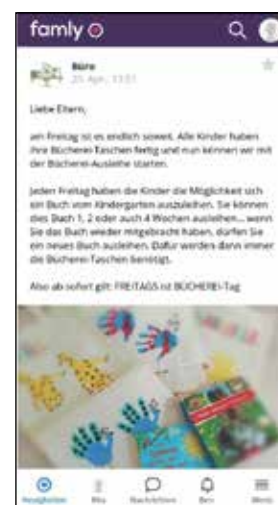 famly
Büro
20. Apr., 13:51
Liebe Eltern,
am Freitag ist es endlich soweit. Alle Kinder haben
ihre Bücherei-Taschen fertig und nun können wir mit
der Bücherei-Ausleihe starten.
Jeden Freitag haben die Kinder die Möglichkeit sich
ein Buch vom Kindergarten auszuleihen. Sie können
dies Buch 1, 2 oder auch 4 Wochen ausleihen... wenn
Sie das Buch wieder mitgebracht haben, dürfen Sie
ein neues Buch ausleihen. Dafür werden dann immer
die Bücherei-Taschen benötigt.
Also ab sofort gilt: FREITAGS ist BÜCHEREI-Tag
Neuigkeiten
Nachrichten
Menü